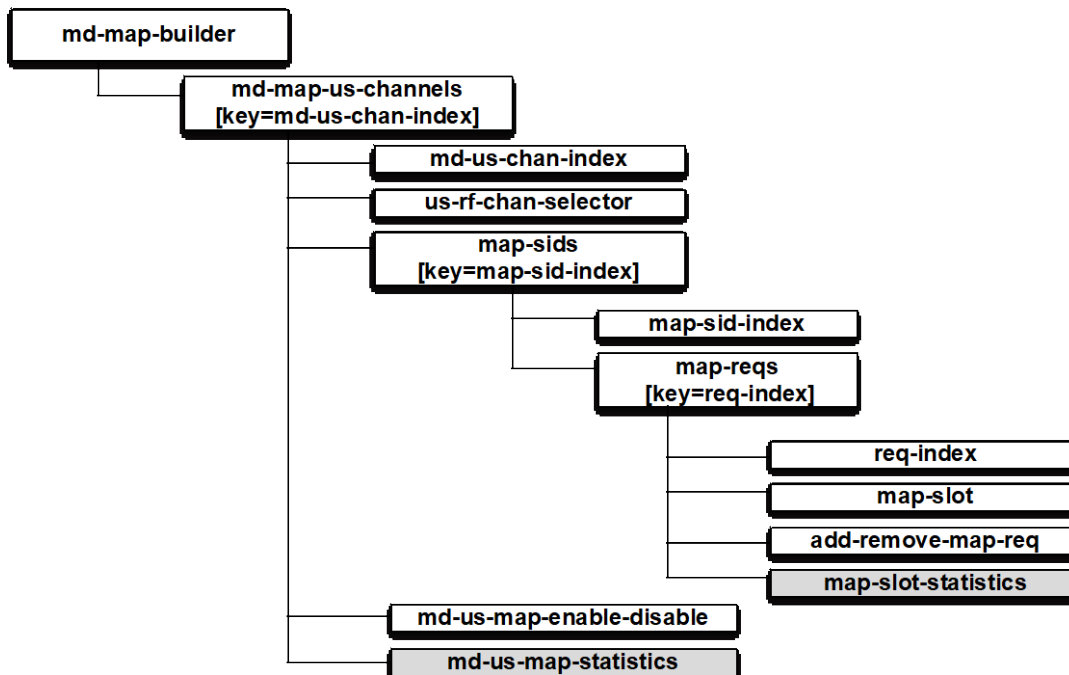 md-map-builder
md-map-us-channels
[key=md-us-chan-index]
md-us-chan-index
us-rf-chan-selector
map-sids
[key=map-sid-index]
map-sid-index
map-reqs
[key=req-index]
req-index
map-slot
add-remove-map-req
map-slot-statistics
md-us-map-enable-disable
md-us-map-statistics